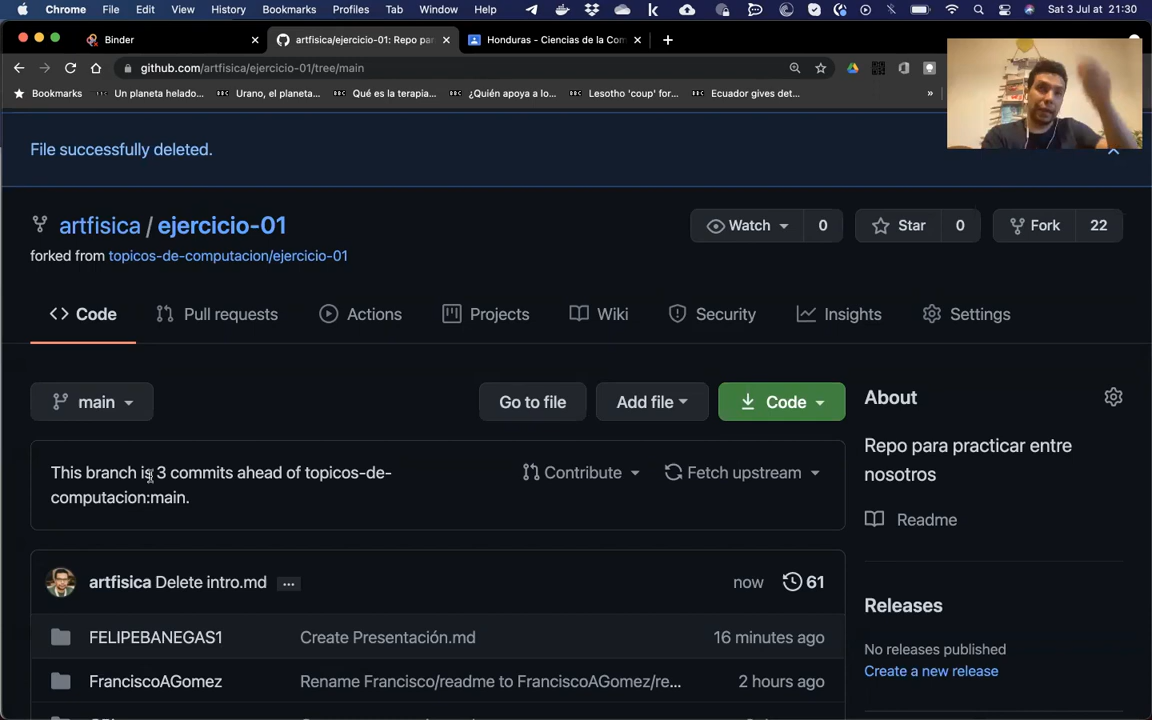 Chrome File Edit View History Bookmarks Profiles Tab Window Help Sat 3 Jul at 21:30
Binder
artfisica/ejercicio-01: Repo pa
Honduras - Ciencias de la Com
github.com/artfisica/ejercicio-01/tree/main
Bookmarks
Un planeta helado...
Urano, el planeta...
Qué es la terapia...
¿Quién apoya a lo...
Lesotho 'coup' for...
Ecuador gives det...
»
File successfully deleted.
artfisica / ejercicio-01
Watch 0
Star 0
Fork 22
forked from topicos-de-computacion/ejercicio-01
Code
Pull requests
Actions
Projects
Wiki
Security
Insights
Settings
main
Go to file
Add file
Code
About
This branch is 3 commits ahead of topicos-de-
computacion:main.
Contribute
Fetch upstream
Repo para practicar entre
nosotros
Readme
artfisica Delete intro.md ... now 61
Releases
FELIPEBANEGAS1 Create Presentación.md 16 minutes ago
No releases published
Create a new release
FranciscoAGomez Rename Francisco/readme to FranciscoAGomez/re... 2 hours ago